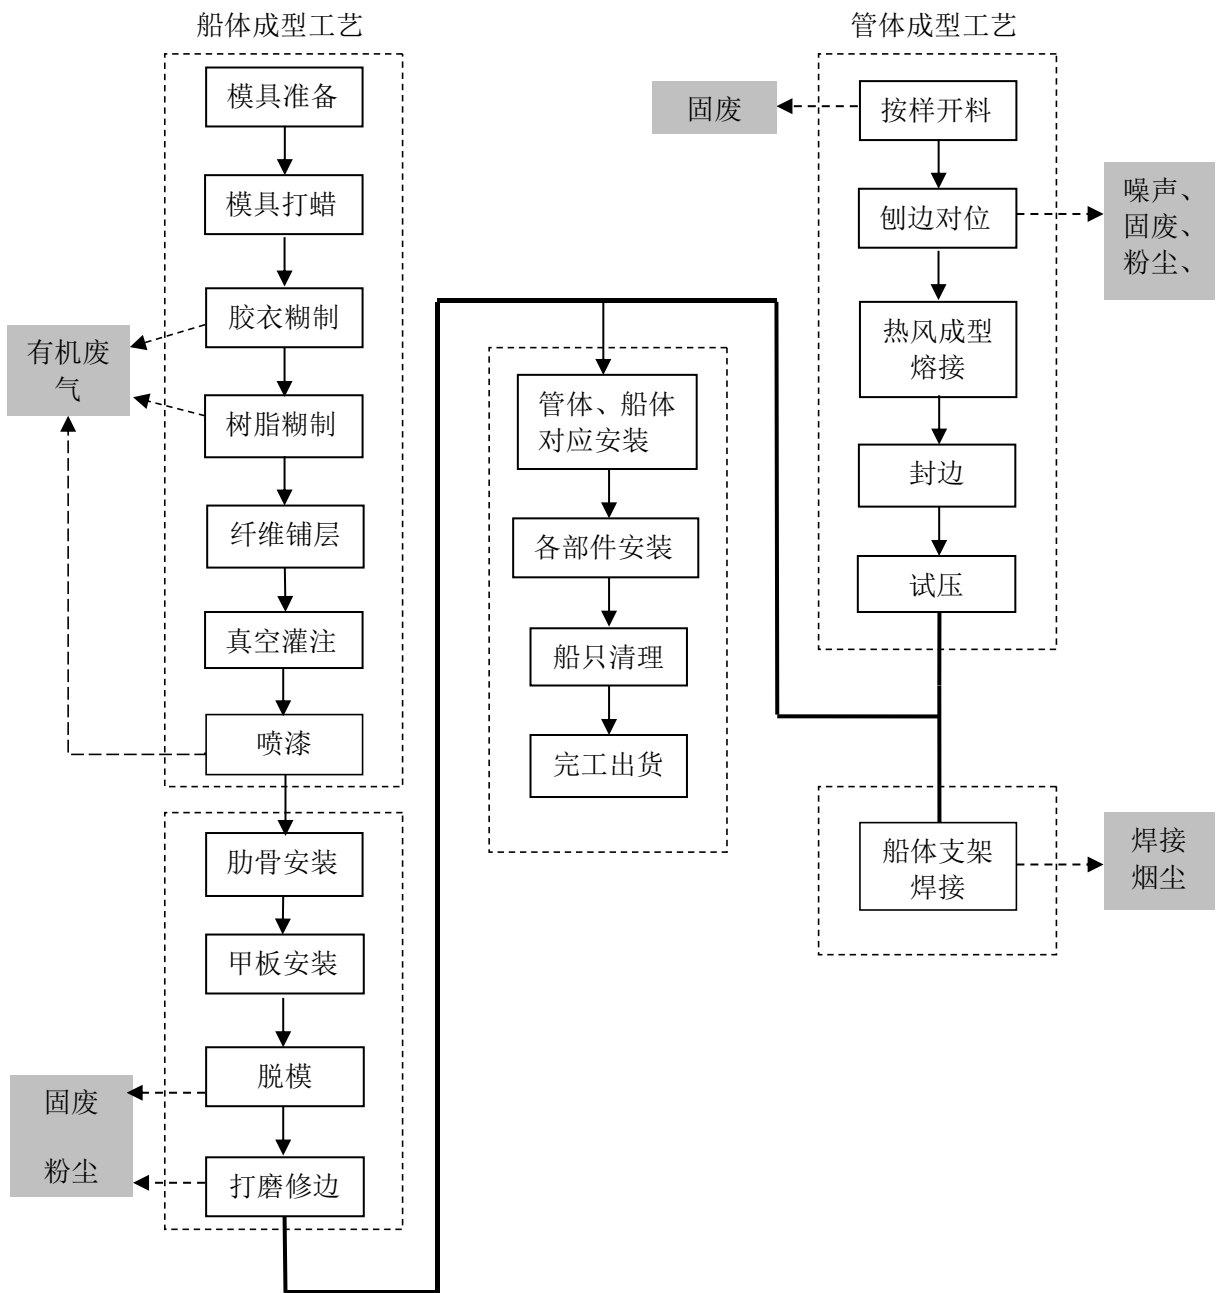 船体成型工艺
模具准备
模具打蜡
胶衣糊制
树脂糊制
纤维铺层
真空灌注
喷漆
有机废
气
肋骨安装
甲板安装
脱模
打磨修边
固废
粉尘
管体、船体
对应安装
各部件安装
船只清理
完工出货
管体成型工艺
固废
按样开料
刨边对位
噪声、
固废、
粉尘、
热风成型
熔接
封边
试压
船体支架
焊接
焊接
烟尘